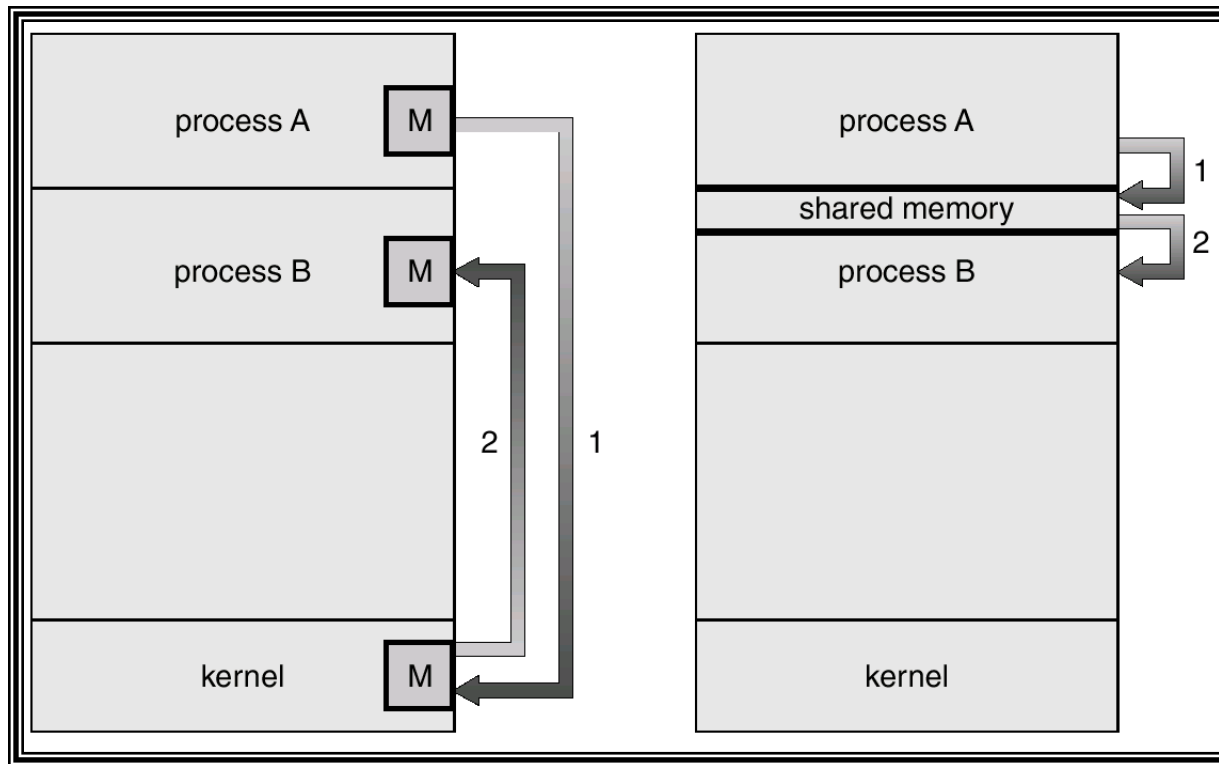 process A
M
process B
M
2
1
kernel
M
process A
1
shared memory
2
process B
kernel